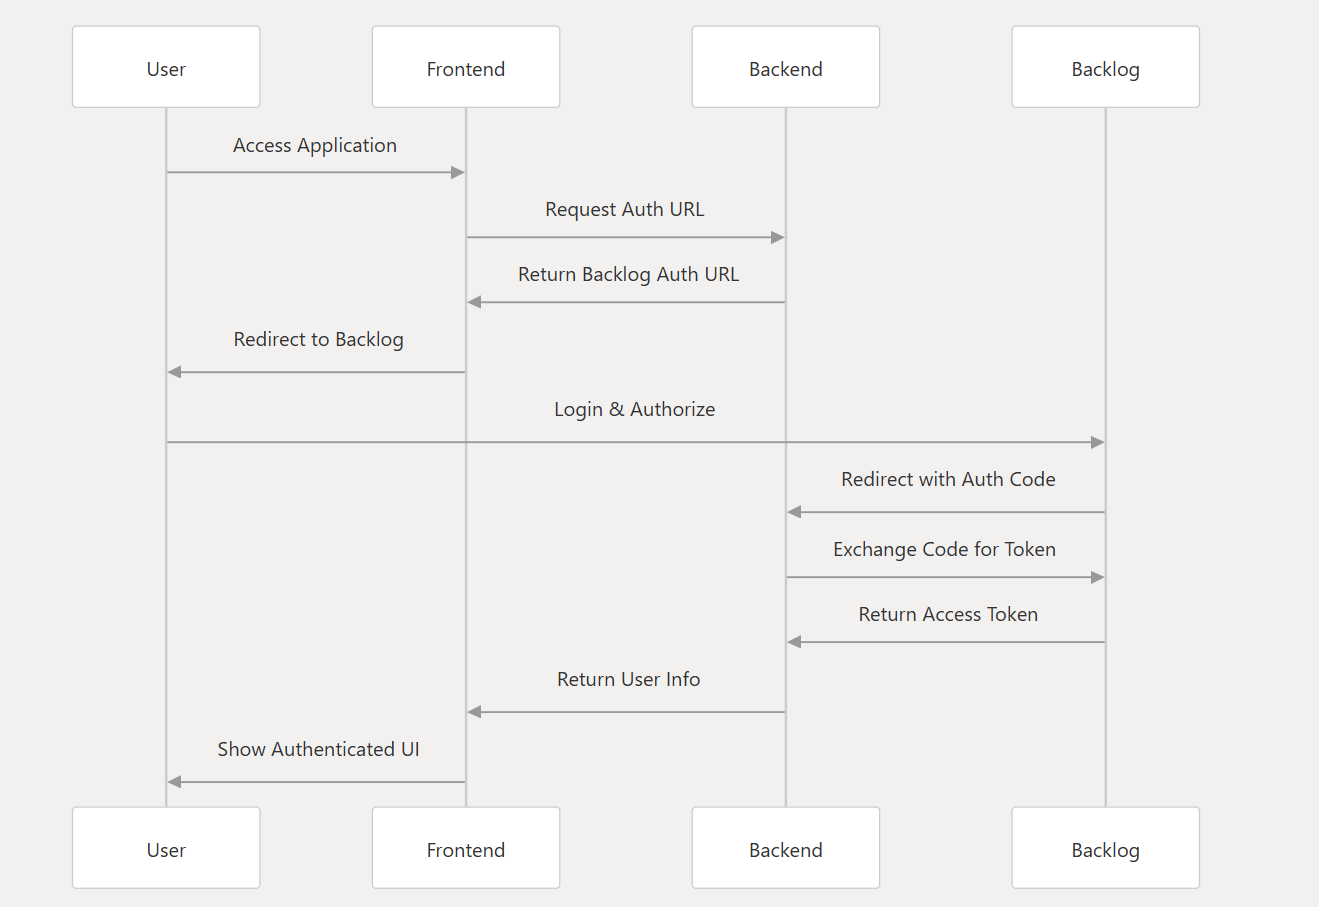 User
Frontend
Backend
Backlog
Access Application
Request Auth URL
Return Backlog Auth URL
Redirect to Backlog
Login & Authorize
Redirect with Auth Code
Exchange Code for Token
Return Access Token
Return User Info
Show Authenticated UI
User
Frontend
Backend
Backlog